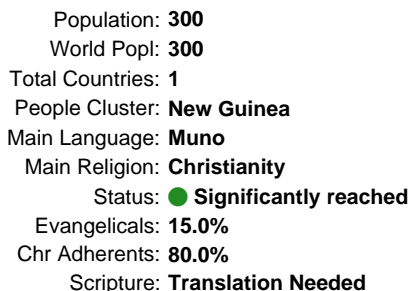 Population: 300
World Popl: 300
Total Countries: 1
People Cluster: New Guinea
Main Language: Muno
Main Religion: Christianity
Status: Significantly reached
Evangelicals: 15.0%
Chr Adherents: 80.0%
Scripture: Translation Needed